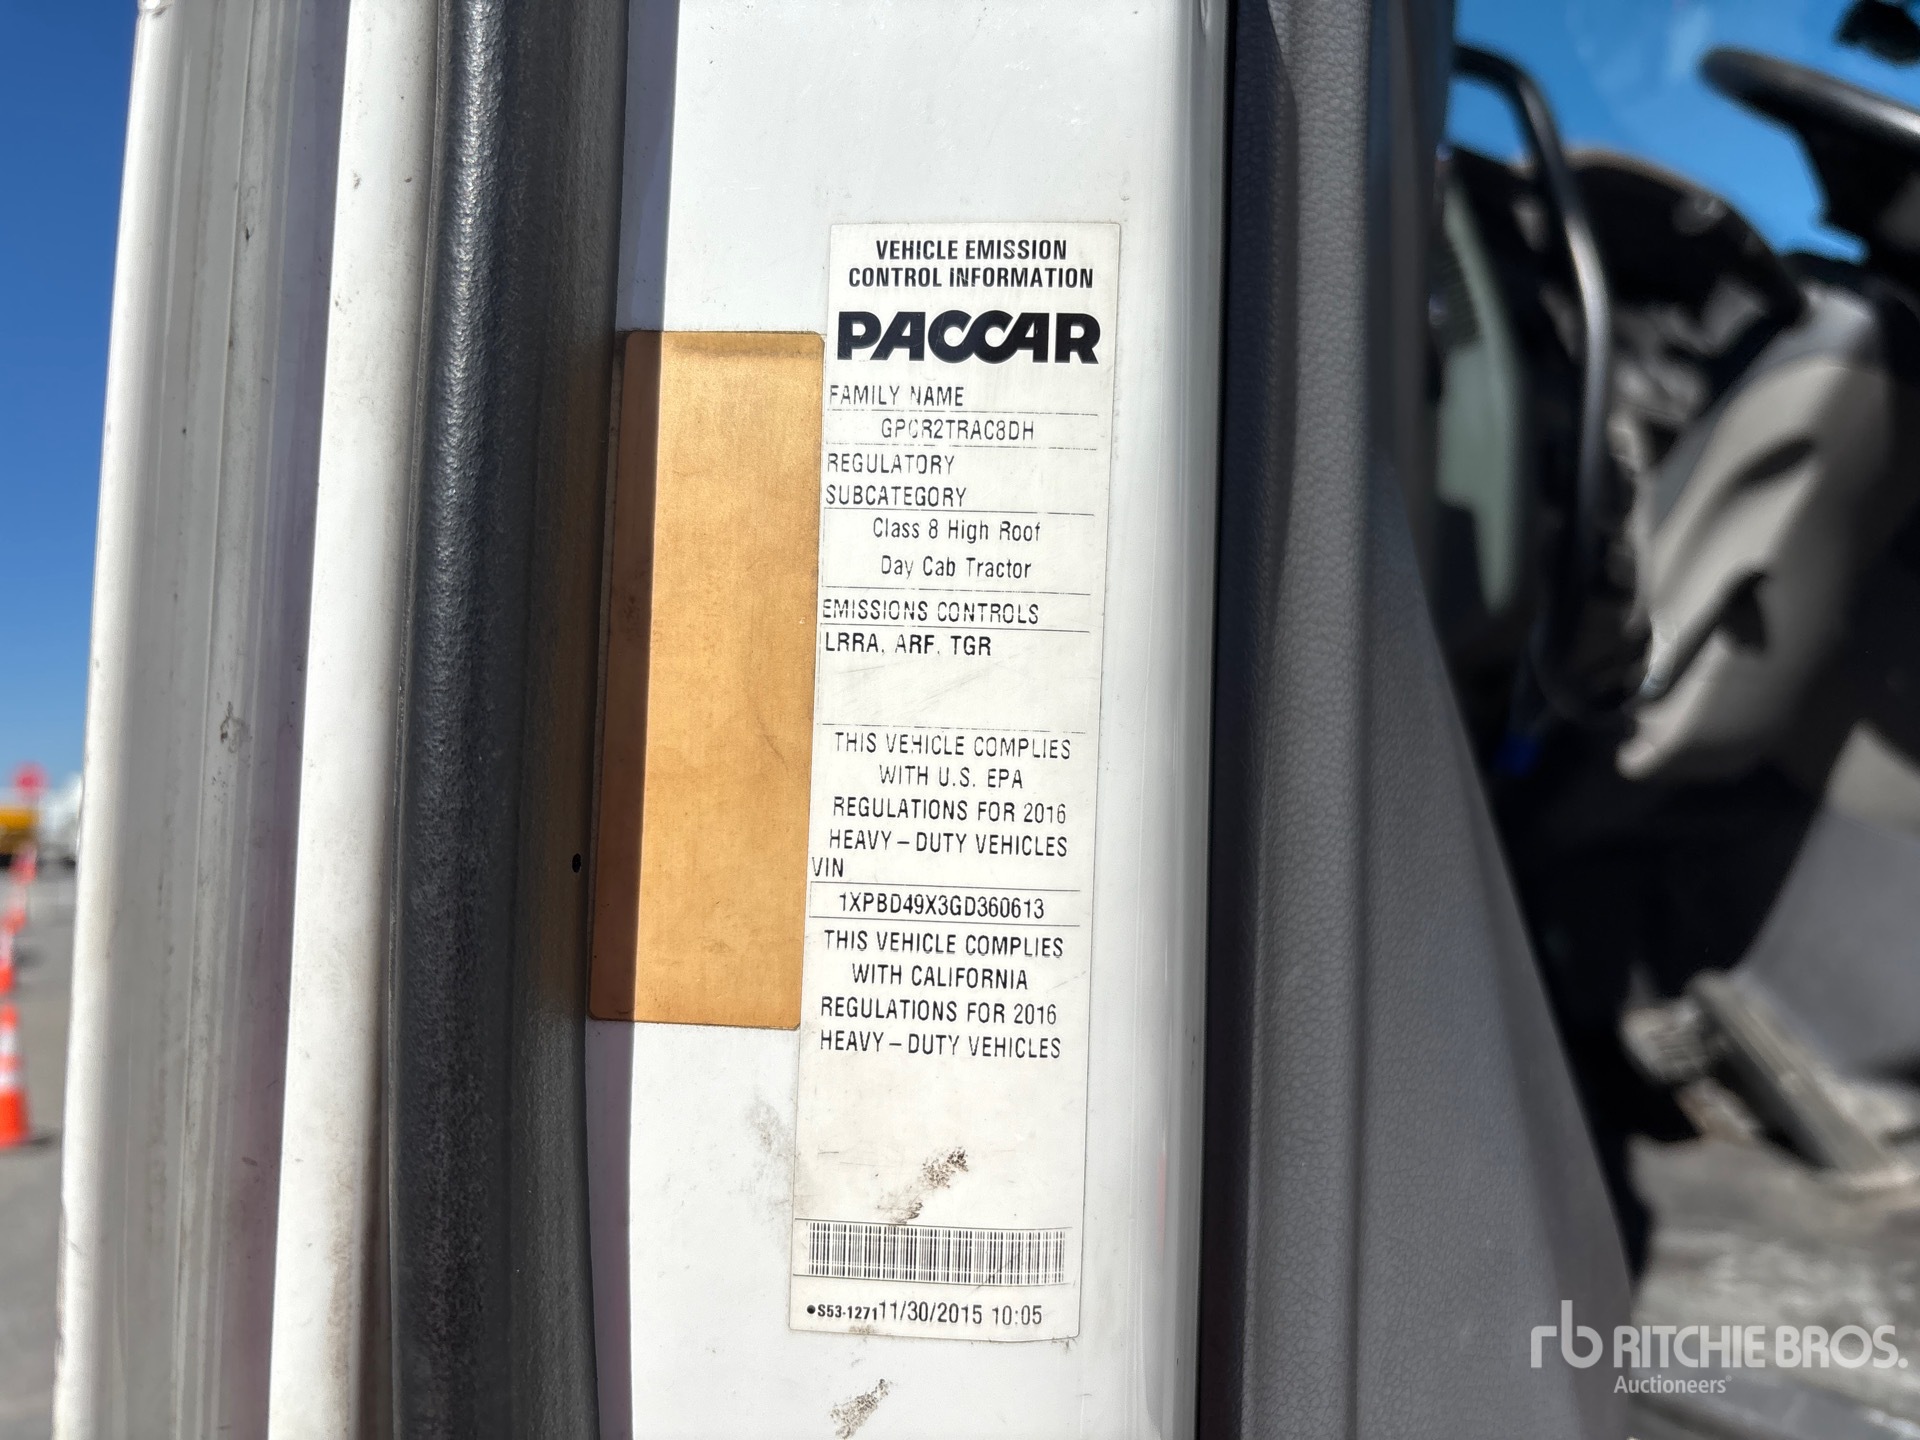 VEHICLE EMISSION
CONTROL INFORMATION
PACCAR
FAMILY NAME
GPCR2TRAC8DH
REGULATORY
SUBCATEGORY
Class 8 High Roof
Day Cab Tractor
EMISSIONS CONTROLS
LRRA, ARF, TGR
THIS VEHICLE COMPLIES
WITH U.S. EPA
REGULATIONS FOR 2016
HEAVY – DUTY VEHICLES
VIN
1XPBD49X3GD360613
THIS VEHICLE COMPLIES
WITH CALIFORNIA
REGULATIONS FOR 2016
HEAVY – DUTY VEHICLES
•S53-1271 11/30/2015 10:05
rb RITCHIE BROS.
Auctioneers